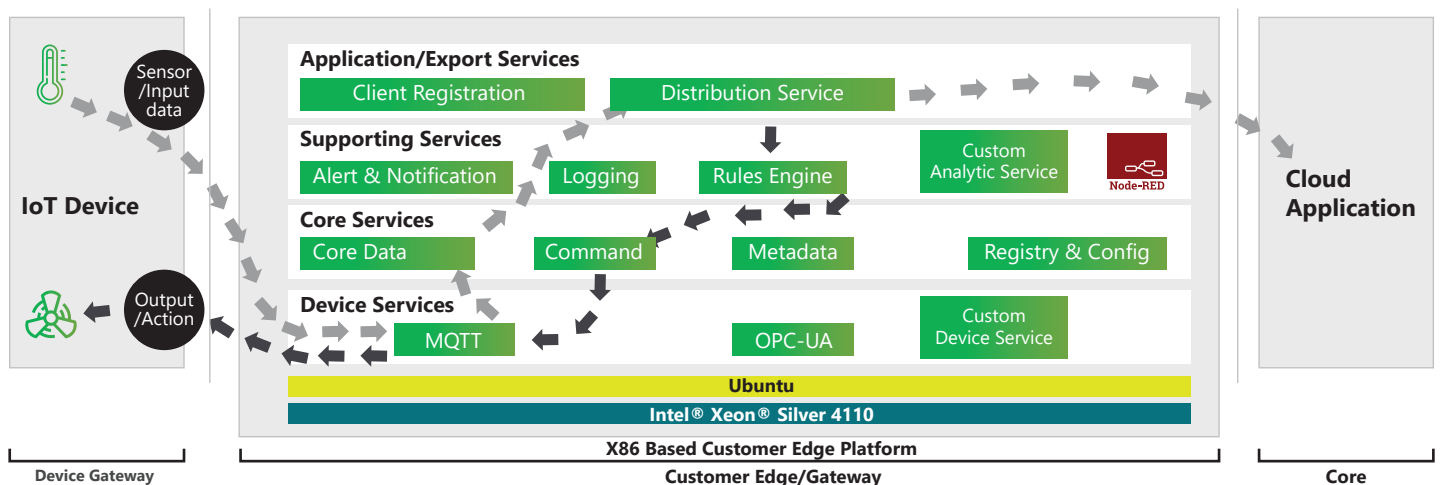 Sensor
/Input
data
IoT Device
Output
/Action
Device Gateway
Application/Export Services
Client Registration
Distribution Service
Supporting Services
Alert & Notification
Logging
Rules Engine
Custom
Analytic Service
Node-RED
Core Services
Core Data
Command
Metadata
Registry & Config
Device Services
MQTT
OPC-UA
Custom
Device Service
Ubuntu
Intel® Xeon® Silver 4110
X86 Based Customer Edge Platform
Customer Edge/Gateway
Cloud
Application
Core